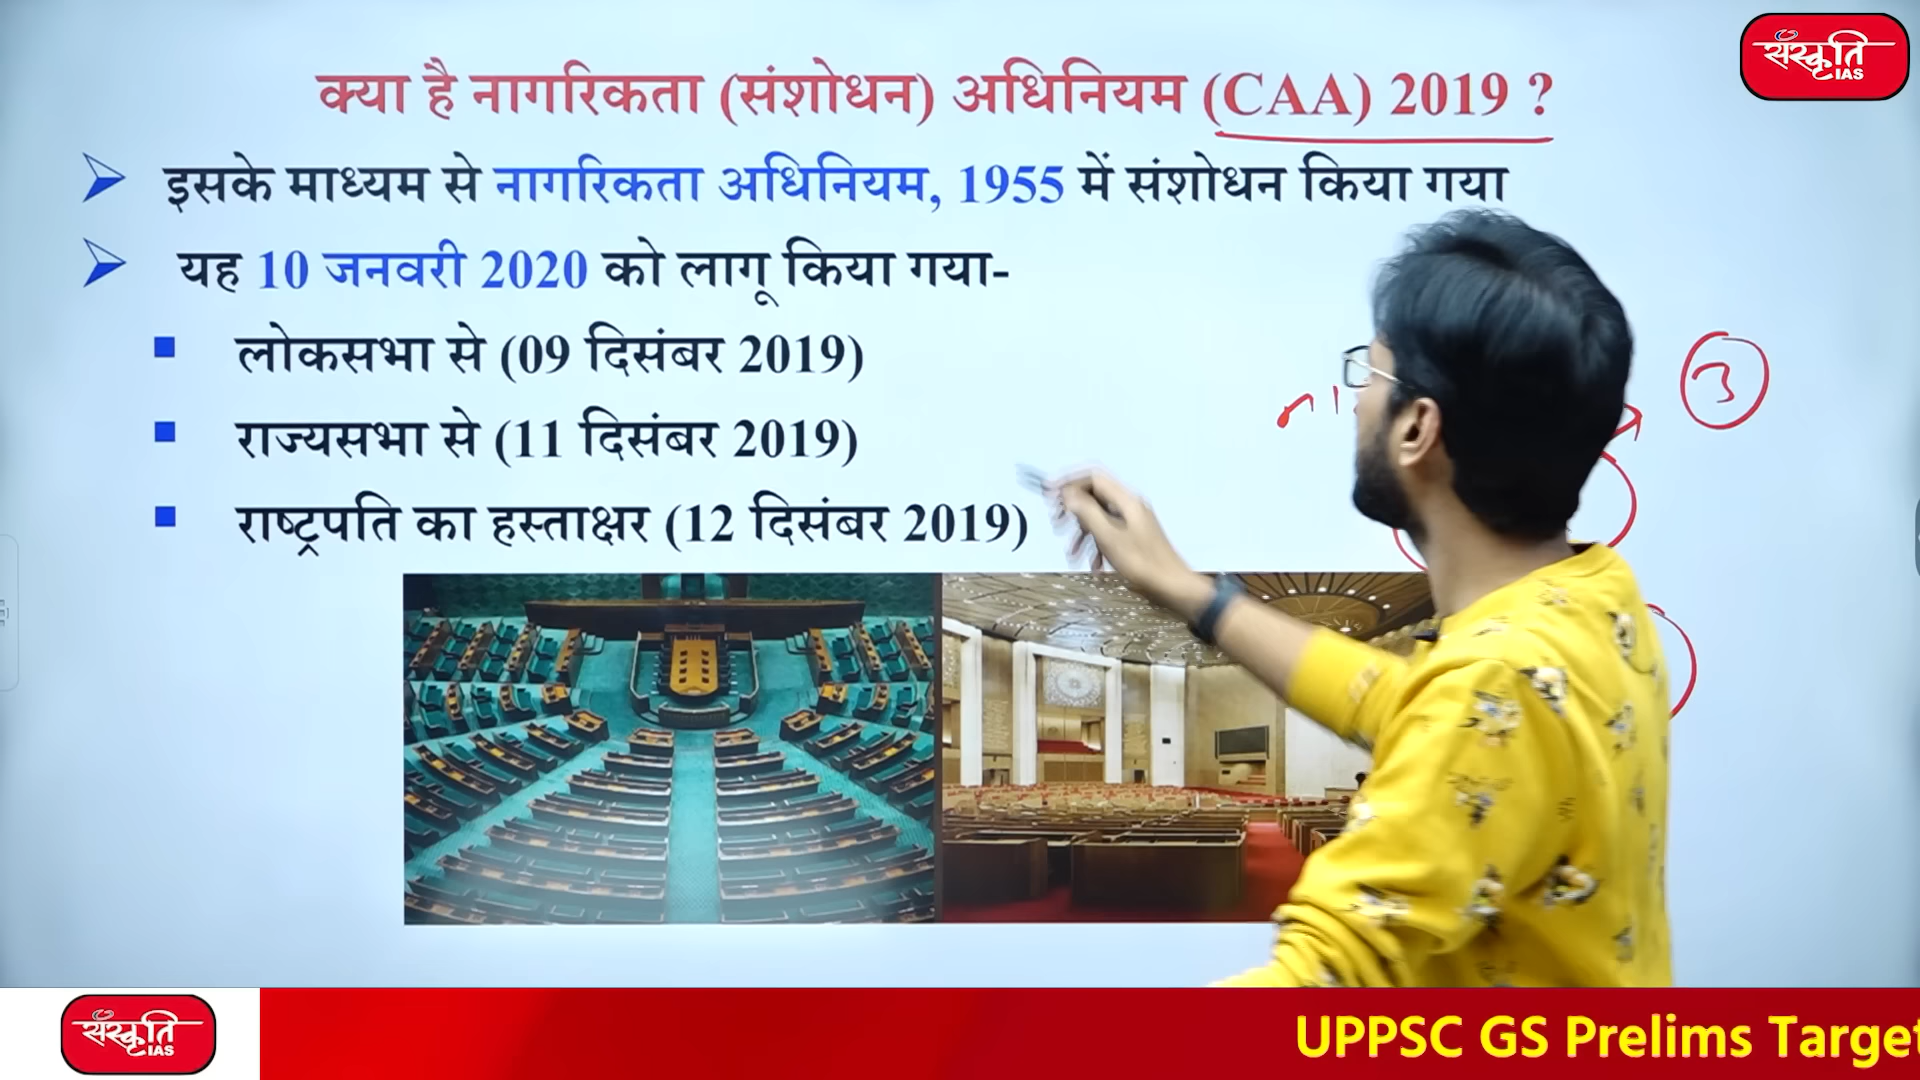 संस्कृति
IAS
क्या है नागरिकता (संशोधन) अधिनियम (CAA) 2019 ?
इसके माध्यम से नागरिकता अधिनियम, 1955 में संशोधन किया गया
यह 10 जनवरी 2020 को लागू किया गया-
लोकसभा से (09 दिसंबर 2019)
राज्यसभा से (11 दिसंबर 2019)
राष्ट्रपति का हस्ताक्षर (12 दिसंबर 2019)
संस्कृति
IAS
UPPSC GS Prelims Target